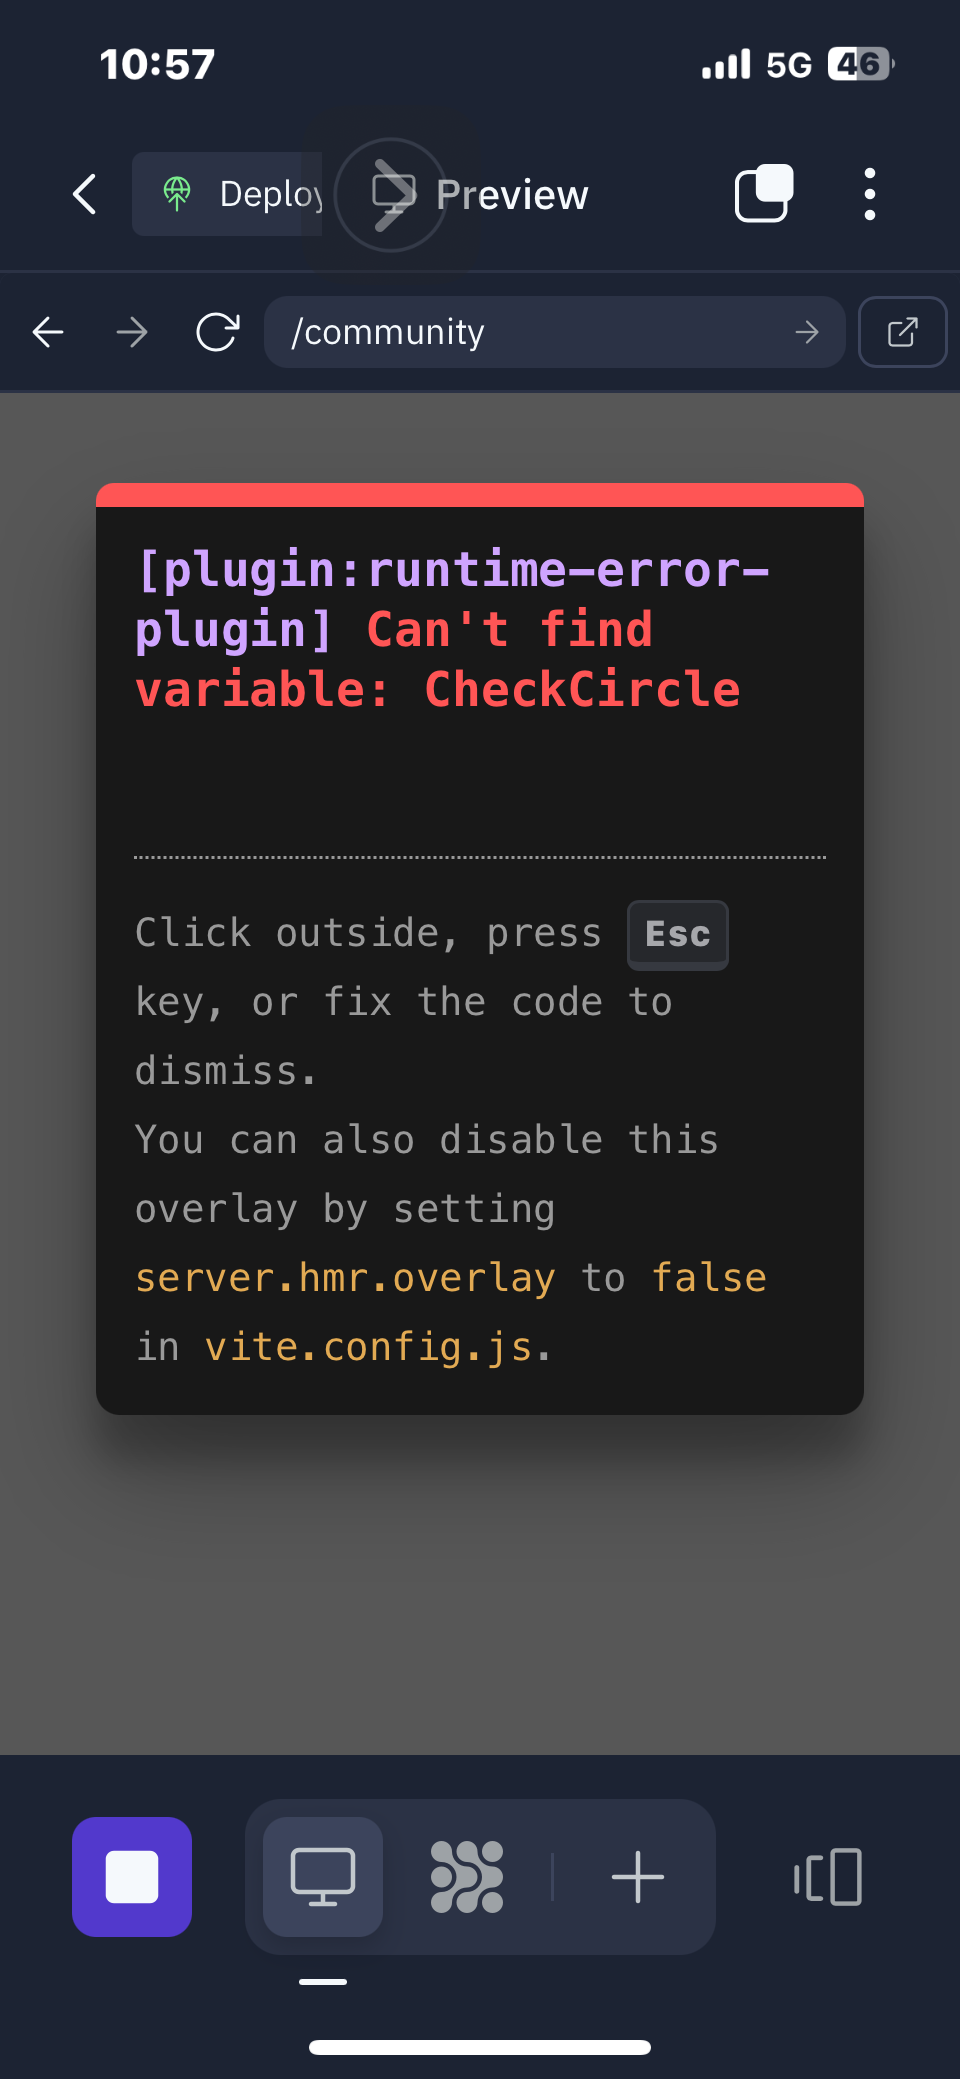 10:57
5G 46
Deploy
Preview
/community
[plugin:runtime-error-
plugin] Can't find
variable: CheckCircle
Click outside, press Esc
key, or fix the code to
dismiss.
You can also disable this
overlay by setting
server.hmr.overlay to false
in vite.config.js.